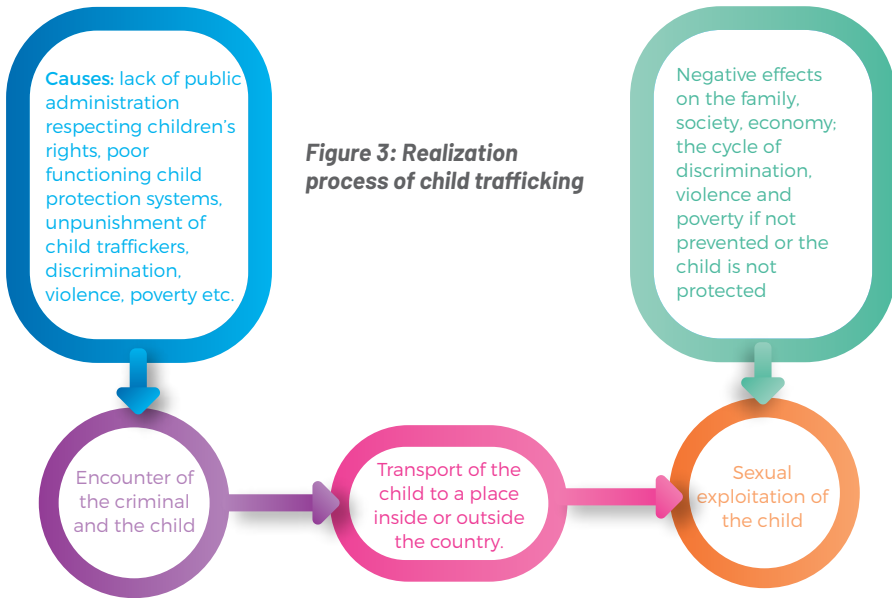 Causes: lack of public
administration
respecting children's
rights, poor
functioning child
protection systems,
unpunishment of
child traffickers,
discrimination,
violence, poverty etc.
Figure 3: Realization
process of child trafficking
Negative effects
on the family,
society, economy;
the cycle of
discrimination,
violence and
poverty if not
prevented or the
child is not
protected
Encounter of
the criminal
and the child
Transport of the
child to a place
inside or outside
the country.
Sexual
exploitation of
the child